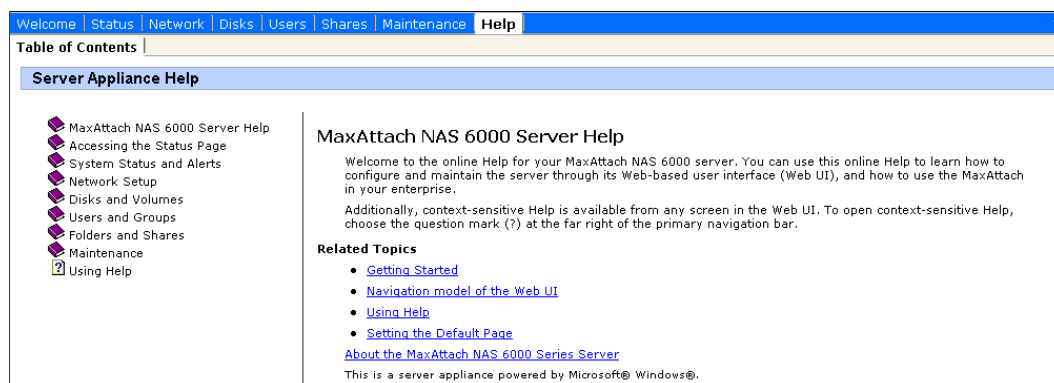 Welcome | Status | Network | Disks | Users | Shares | Maintenance | Help
Table of Contents
Server Appliance Help
MaxAttach NAS 6000 Server Help
Accessing the Status Page
System Status and Alerts
Network Setup
Disks and Volumes
Users and Groups
Folders and Shares
Maintenance
Using Help
MaxAttach NAS 6000 Server Help
Welcome to the online Help for your MaxAttach NAS 6000 server. You can use this online Help to learn how to
configure and maintain the server through its Web-based user interface (Web UI), and how to use the MaxAttach
in your enterprise.
Additionally, context-sensitive Help is available from any screen in the Web UI. To open context-sensitive Help,
choose the question mark (?) at the far right of the primary navigation bar.
Related Topics
• Getting Started
• Navigation model of the Web UI
• Using Help
• Setting the Default Page
About the MaxAttach NAS 6000 Series Server
This is a server appliance powered by Microsoft® Windows®.